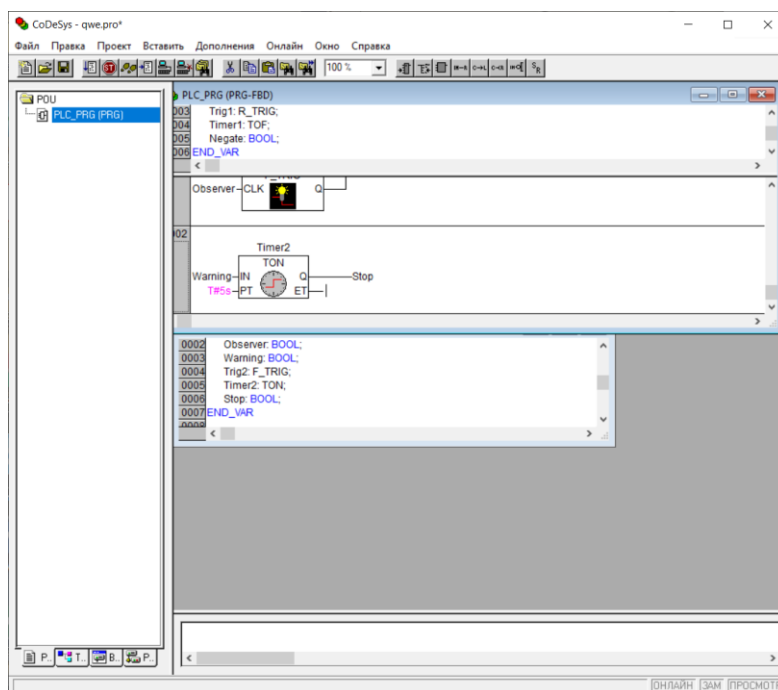 CoDeSys - qwe.pro*
Файл Правка Проект Вставить Дополнения Онлайн Окно Справка
100 %
POU
PLC_PRG (PRG)
PLC_PRG (PRG-FBD)
003 Trig1: R_TRIG;
004 Timer1: TOF;
005 Negate: BOOL;
006 END_VAR
Observer CLK Q
02
Timer2
TON
Warning IN Q Stop
T#5s PT ET
0002 Observer: BOOL;
0003 Warning: BOOL;
0004 Trig2: F_TRIG;
0005 Timer2: TON;
0006 Stop: BOOL;
0007 END_VAR
0008
P.. T.. B.. P..
ОНЛАЙН ЗАМ ПРОСМОТ